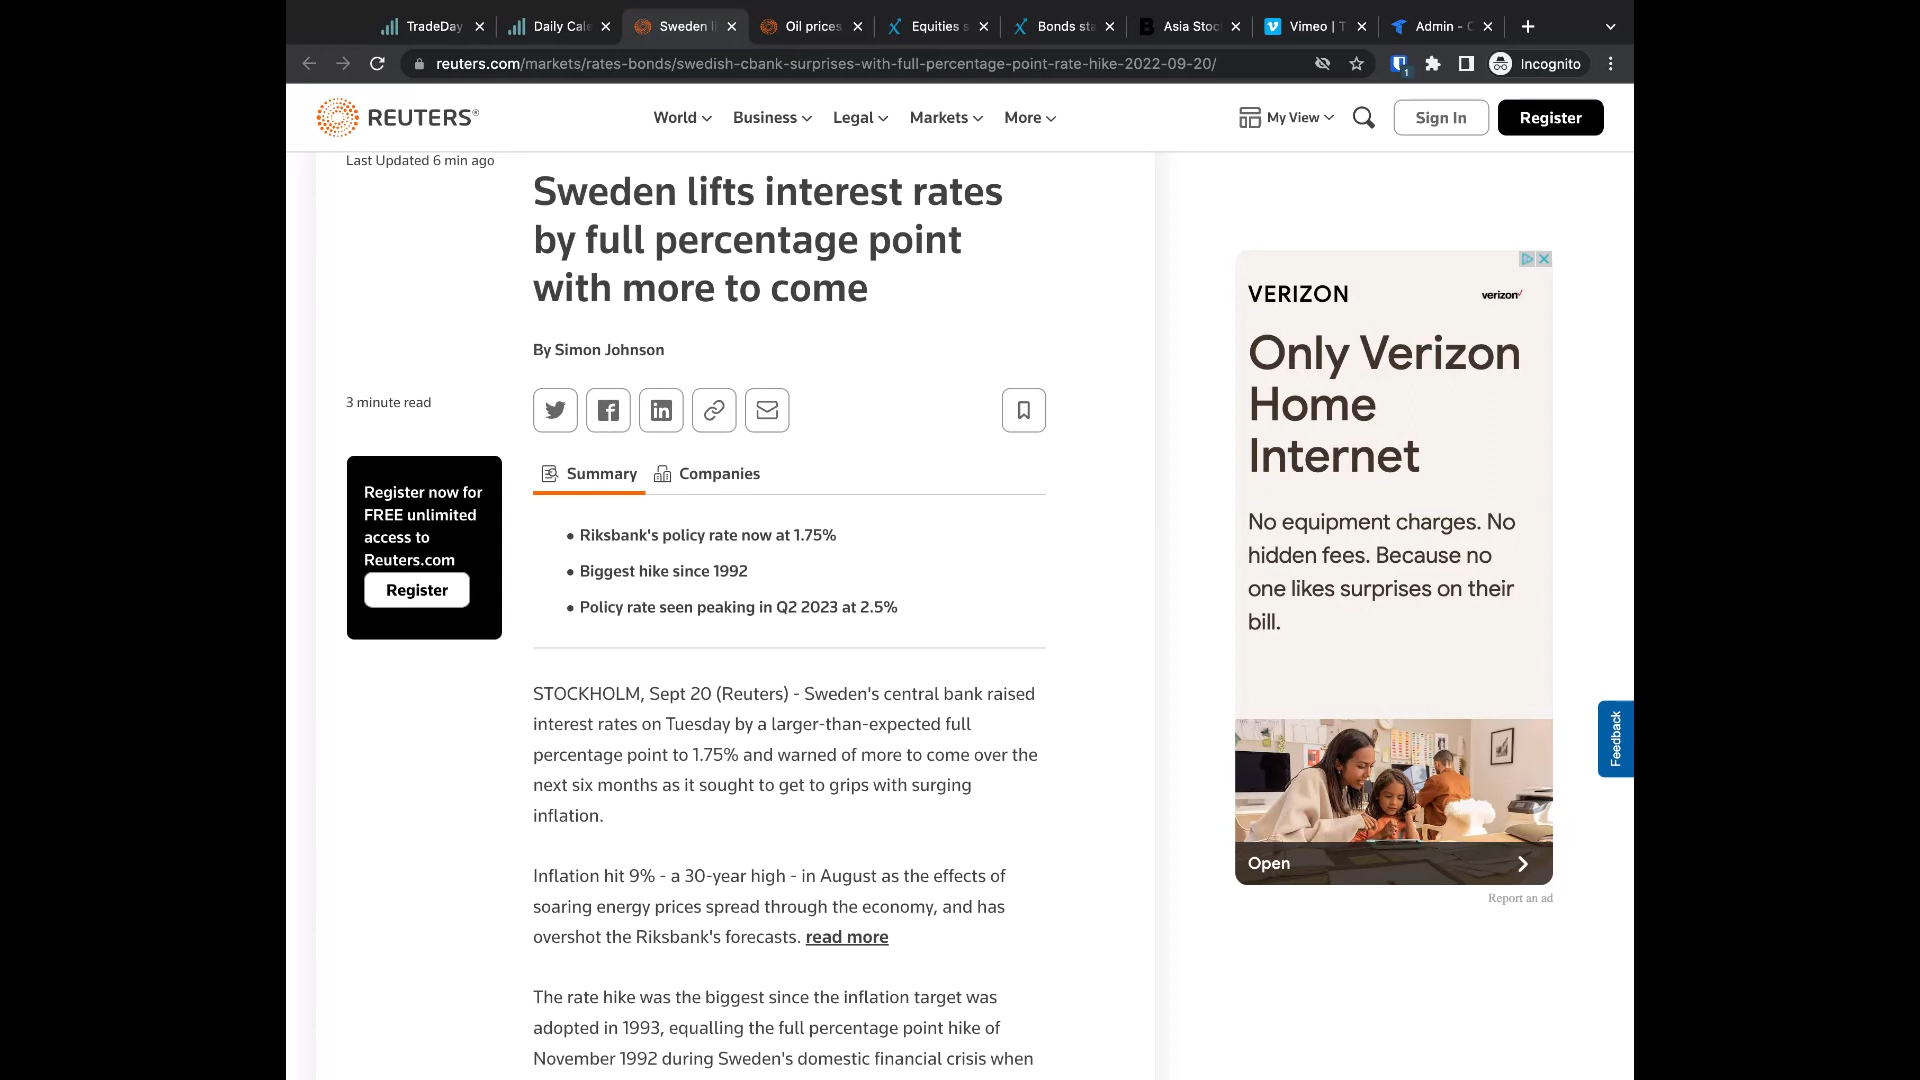 TradeDay
Daily Cale
Sweden li
Oil prices
Equities s
Bonds sta
Asia Stoc
Vimeo | T
Admin - C
reuters.com/markets/rates-bonds/swedish-cbank-surprises-with-full-percentage-point-rate-hike-2022-09-20/
1
Incognito
REUTERS®
World
Business
Legal
Markets
More
My View
Sign In
Register
Last Updated 6 min ago
Sweden lifts interest rates
by full percentage point
with more to come
By Simon Johnson
3 minute read
Register now for
FREE unlimited
access to
Reuters.com
Register
Summary
Companies
• Riksbank's policy rate now at 1.75%
• Biggest hike since 1992
• Policy rate seen peaking in Q2 2023 at 2.5%
STOCKHOLM, Sept 20 (Reuters) - Sweden's central bank raised
interest rates on Tuesday by a larger-than-expected full
percentage point to 1.75% and warned of more to come over the
next six months as it sought to get to grips with surging
inflation.
Inflation hit 9% - a 30-year high - in August as the effects of
soaring energy prices spread through the economy, and has
overshot the Riksbank's forecasts. read more
The rate hike was the biggest since the inflation target was
adopted in 1993, equalling the full percentage point hike of
November 1992 during Sweden's domestic financial crisis when
VERIZON
verizon✓
Only Verizon
Home
Internet
No equipment charges. No
hidden fees. Because no
one likes surprises on their
bill.
Open
Report an ad
Feedback